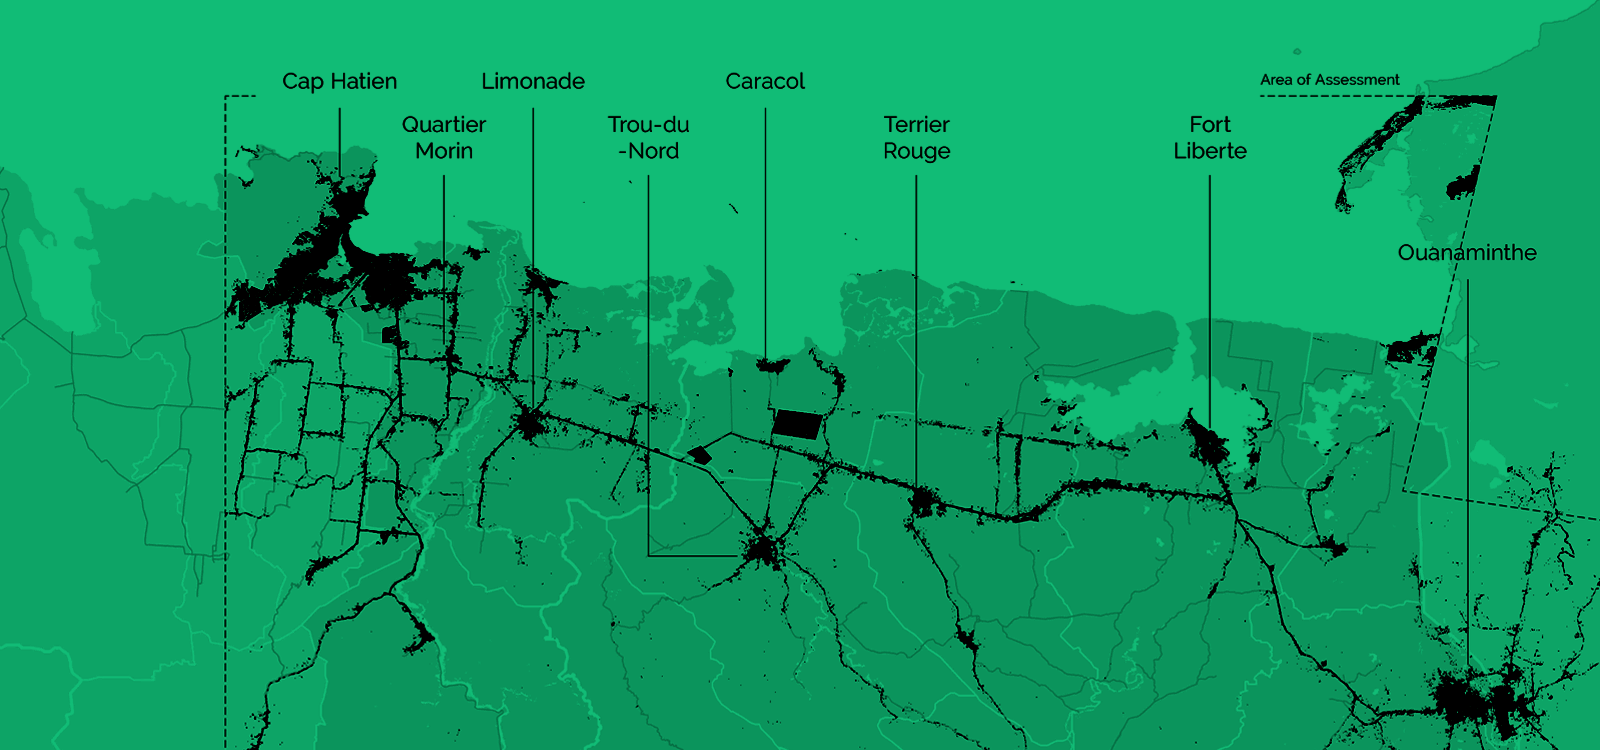 Cap Hatien
Limonade
Caracol
Area of Assessment
Quartier
Morin
Trou-du
-Nord
Terrier
Rouge
Fort
Liberte
Ouanaminthe